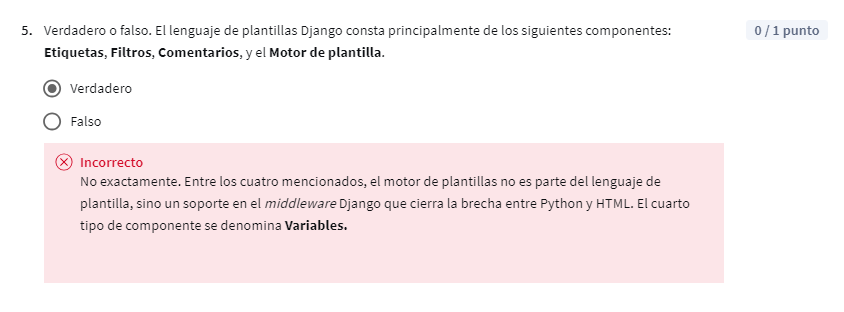 5. Verdadero o falso. El lenguaje de plantillas Django consta principalmente de los siguientes componentes: 0 / 1 punto
Etiquetas, Filtros, Comentarios, y el Motor de plantilla.
Verdadero
Falso
Incorrecto
No exactamente. Entre los cuatro mencionados, el motor de plantillas no es parte del lenguaje de
plantilla, sino un soporte en el middleware Django que cierra la brecha entre Python y HTML. El cuarto
tipo de componente se denomina Variables.